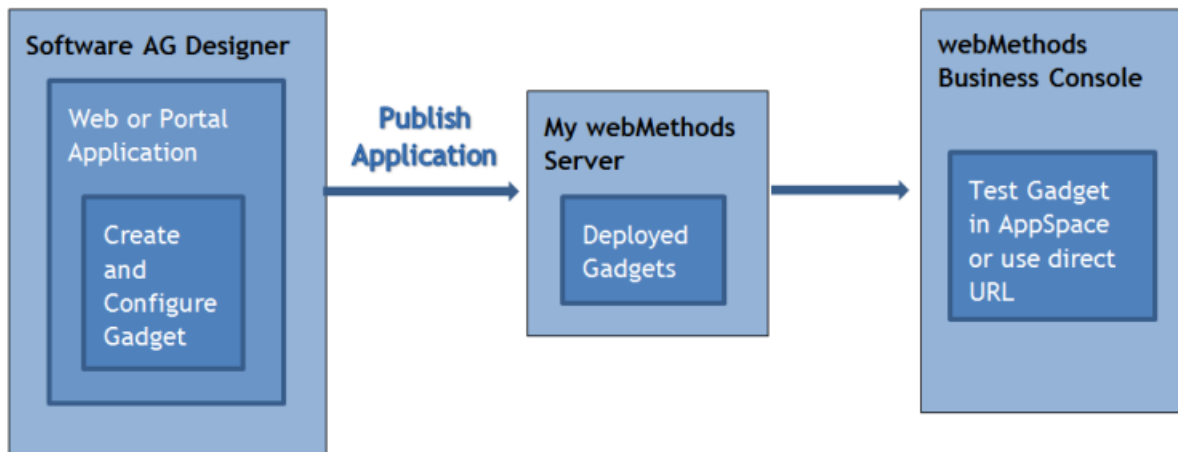 Software AG Designer
Web or Portal
Application
Create
and
Configure
Gadget
Publish
Application
My webMethods
Server
Deployed
Gadgets
webMethods
Business Console
Test Gadget
in AppSpace
or use direct
URL